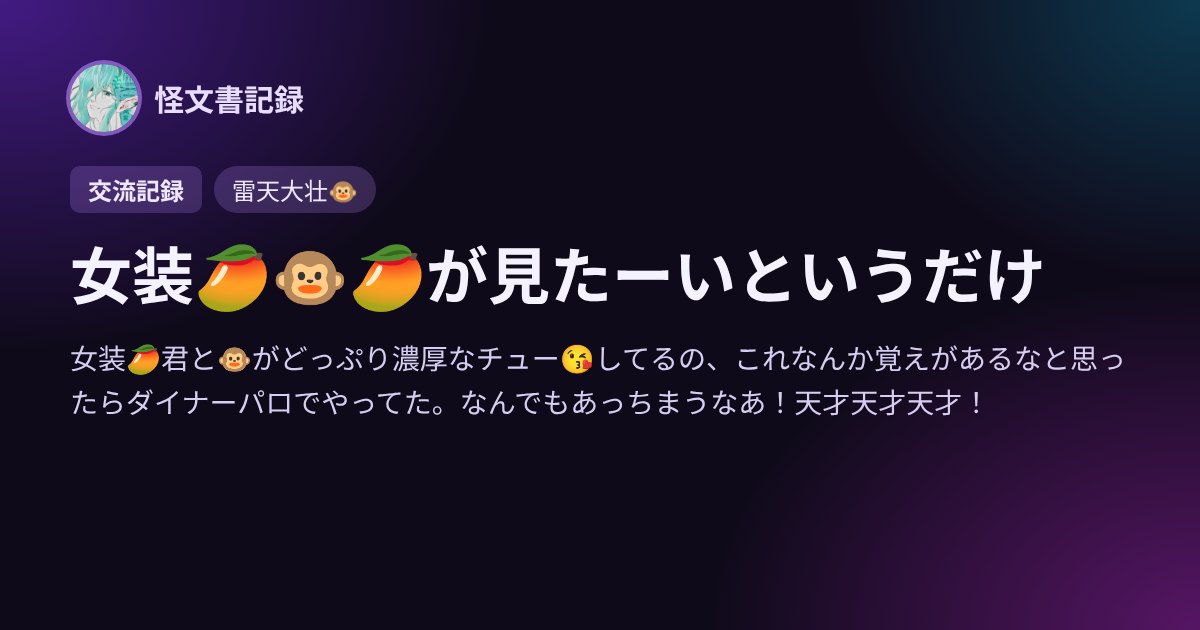 怪文書記録
交流記録 雷天大壮🐵
女装🥭🐵🥭が見たーいというだけ
女装🥭君と🐵がどっぷり濃厚なチュー😘してるの、これなんか覚えがあるなと思っ
たらダイナーパロでやってた。なんでもあっちまうなあ！天才天才天才！